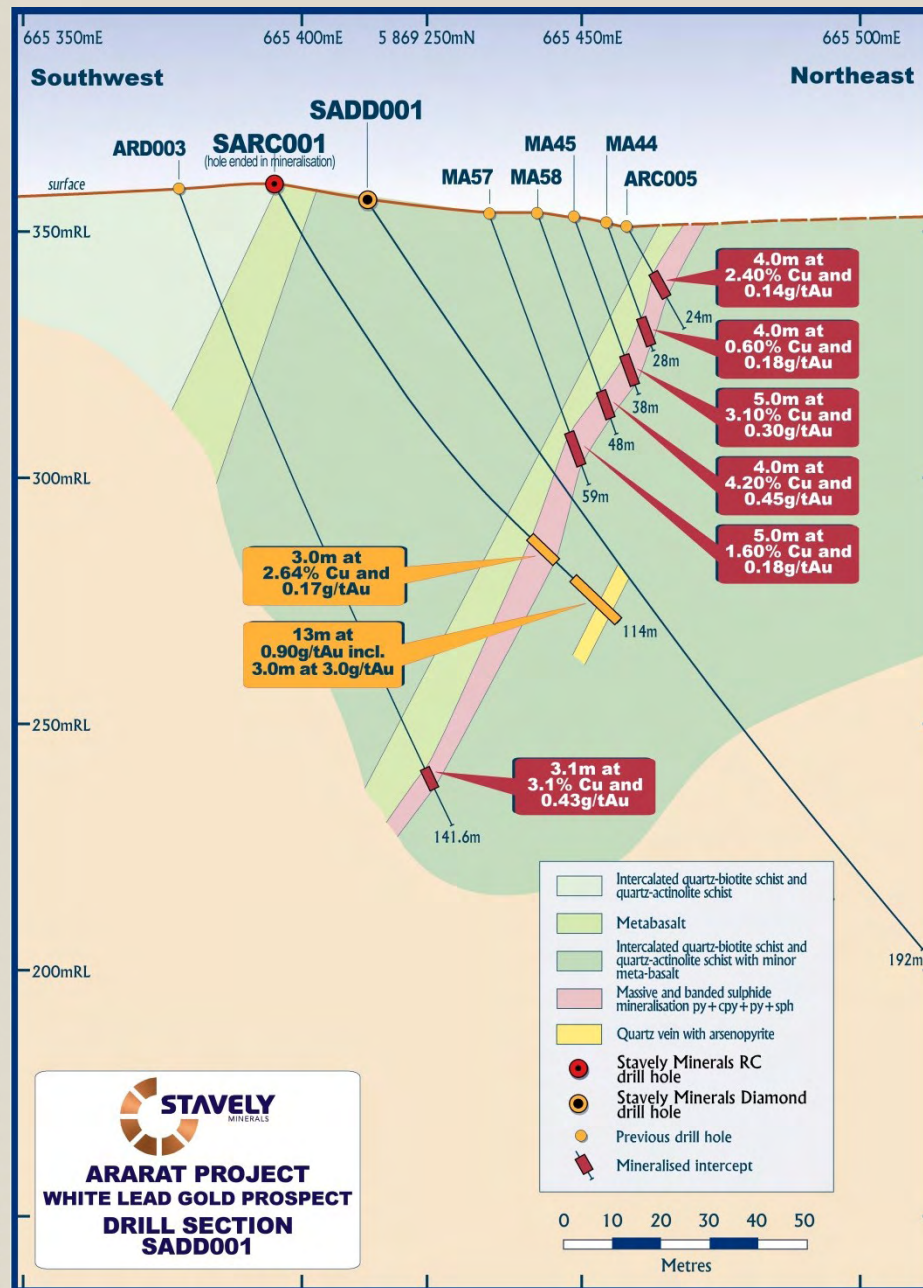 665 350mE
665 400mE
5 869 250mN
665 450mE
665 500mE
Southwest
Northeast
SADD001
ARD003
SARC001
(hole ended in mineralisation)
MA45
MA44
MA57
MA58
ARC005
surface
350mRL
4.0m at
2.40% Cu and
0.14g/tAu
24m
4.0m at
0.60% Cu and
0.18g/tAu
28m
5.0m at
3.10% Cu and
0.30g/tAu
38m
48m
4.0m at
4.20% Cu and
0.45g/tAu
300mRL
59m
5.0m at
1.60% Cu and
0.18g/tAu
3.0m at
2.64% Cu and
0.17g/tAu
13m at
0.90g/tAu incl.
3.0m at 3.0g/tAu
114m
250mRL
3.1m at
3.1% Cu and
0.43g/tAu
141.6m
200mRL
192m
Intercalated quartz-biotite schist and
quartz-actinolite schist
Metabasalt
Intercalated quartz-biotite schist and
quartz-actinolite schist with minor
meta-basalt
Massive and banded sulphide
mineralisation py+cpy+py+sph
Quartz vein with arsenopyrite
Stavely Minerals RC
drill hole
Stavely Minerals Diamond
drill hole
Previous drill hole
Mineralised intercept
0 10 20 30 40 50
Metres
STAVELY
MINERALS
ARARAT PROJECT
WHITE LEAD GOLD PROSPECT
DRILL SECTION
SADD001